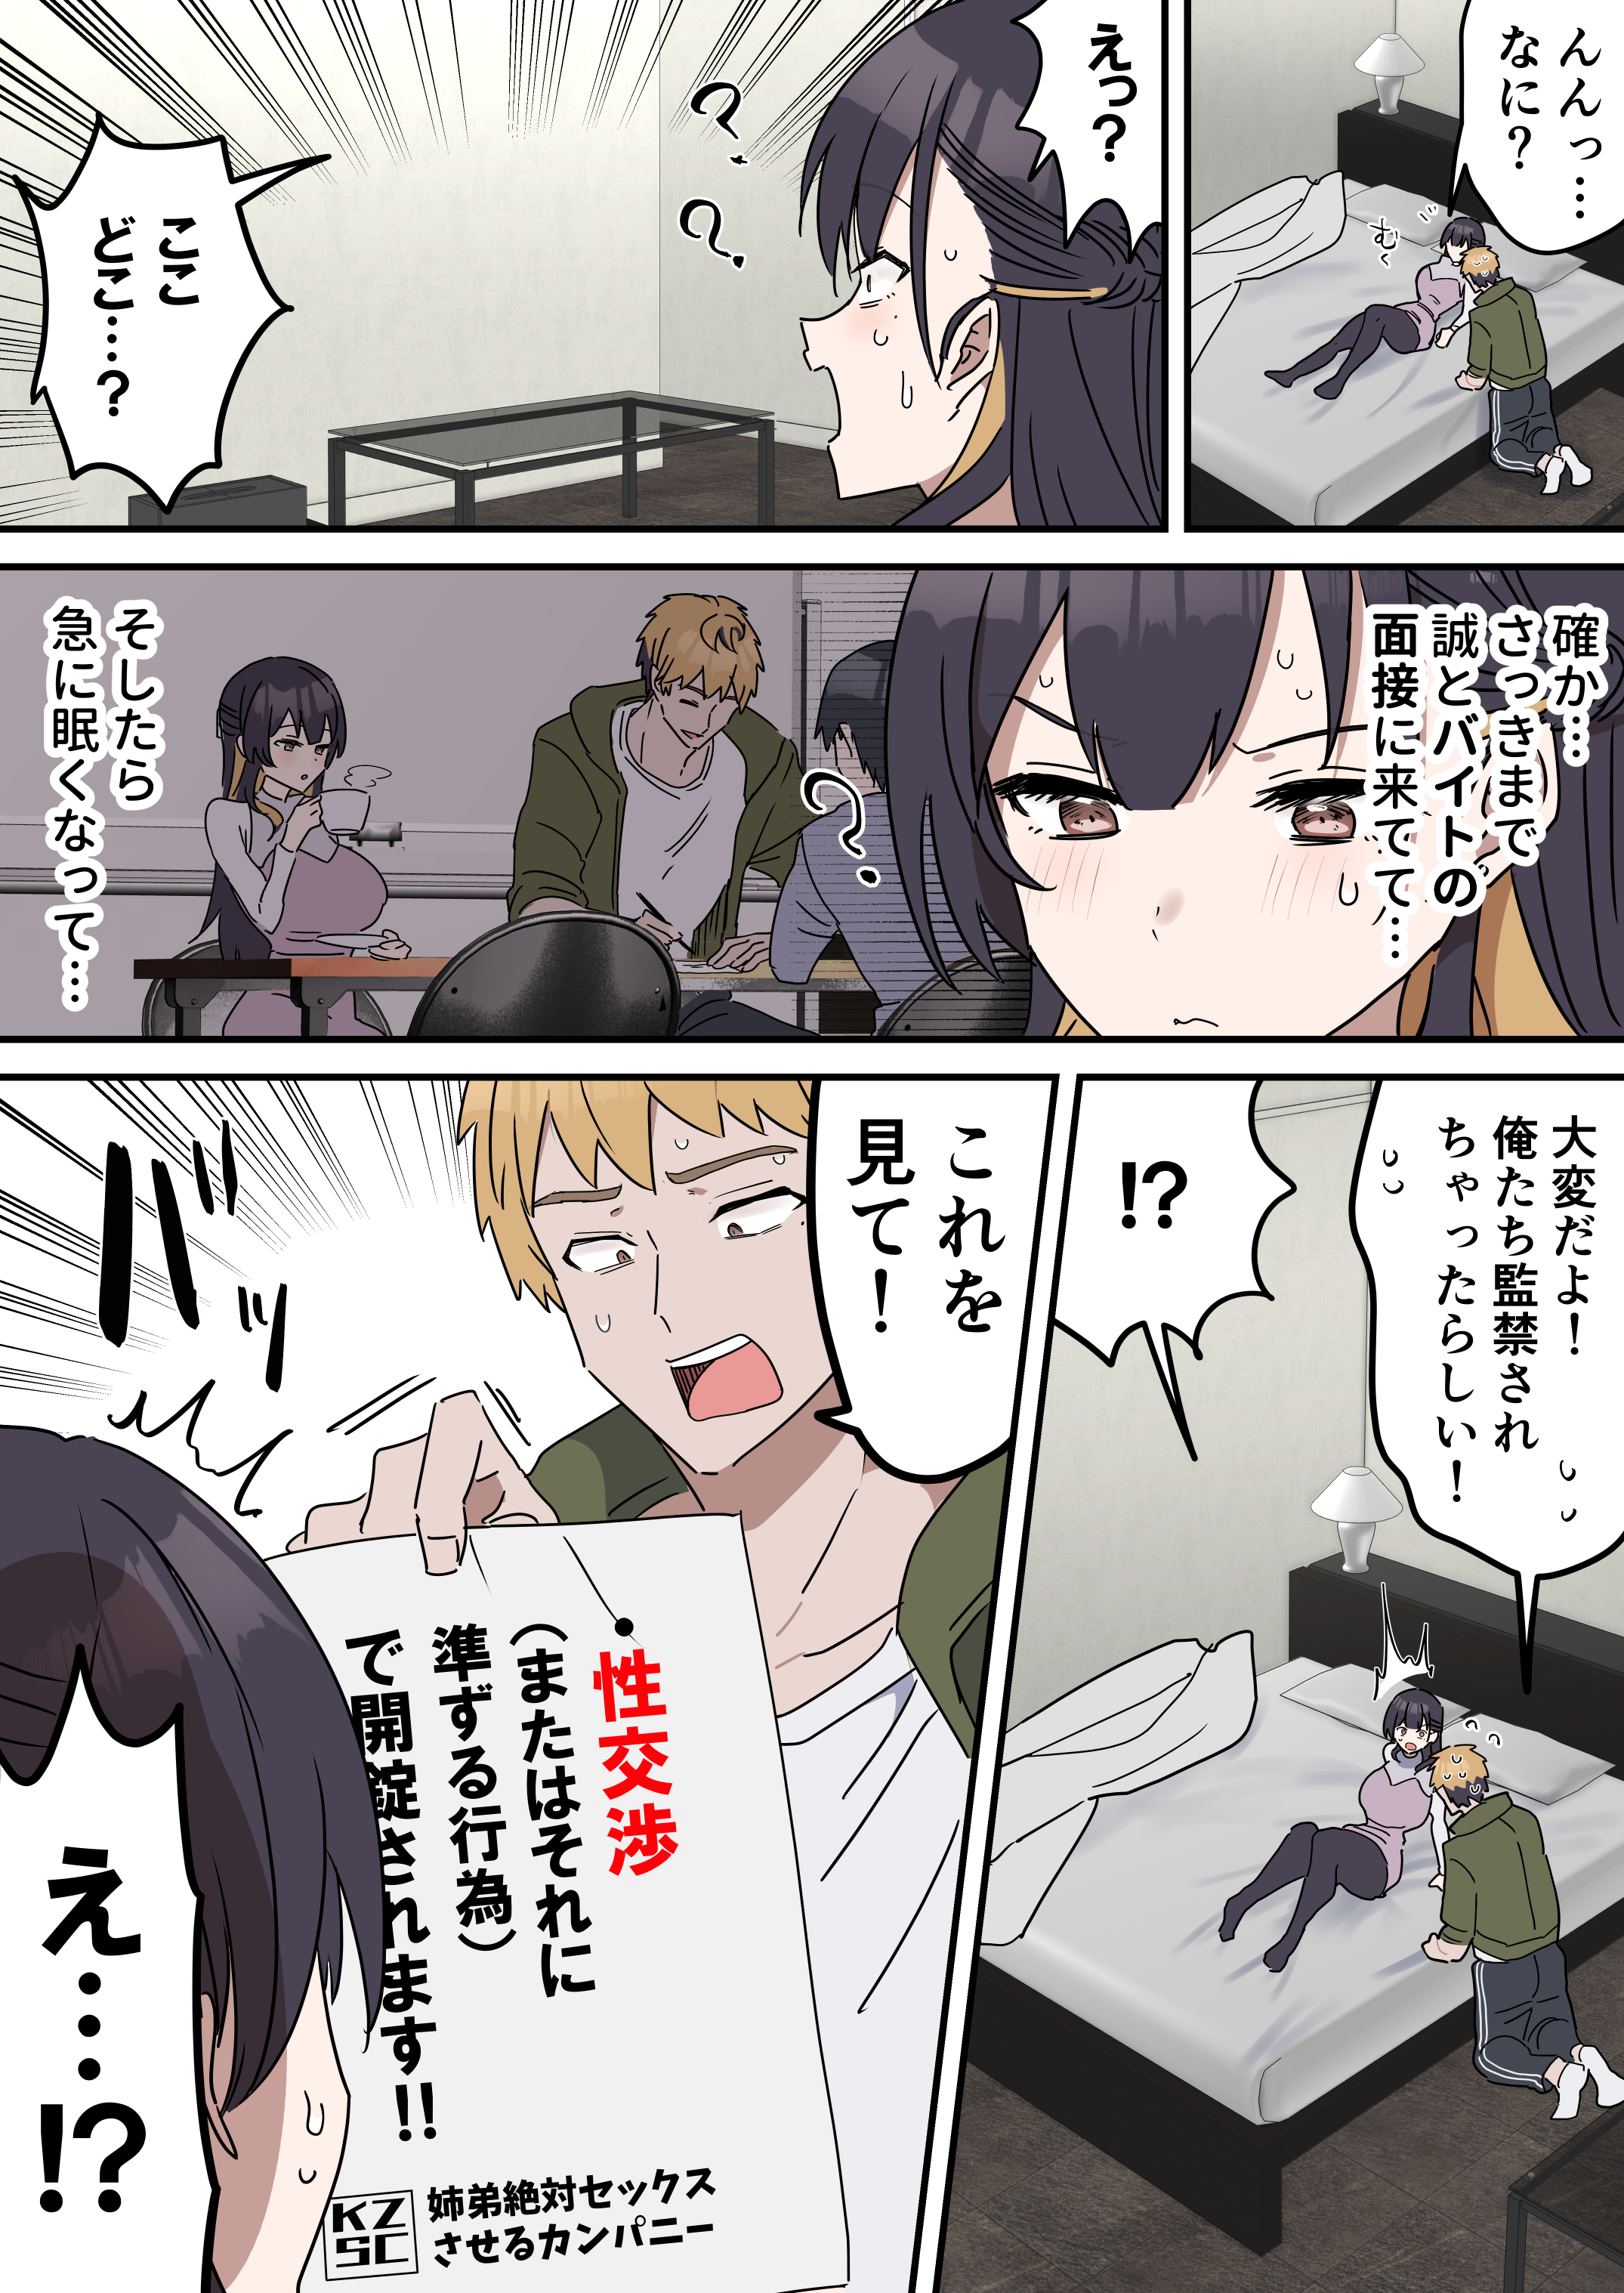 んんっ…
なに？
むく
えっ？
ここ
どこ…？
確か…
さっきまで
誠とバイトの
面接に来てて…
そしたら
急に眠くなって…
大変だよ！
俺たち監禁され
ちゃったらしい！
!?
これを
見て！
バッ
性交渉
（またはそれに
準ずる行為）
で開錠されます!!
KZ
SC
姉弟絶対セックス
させるカンパニー
え…!?